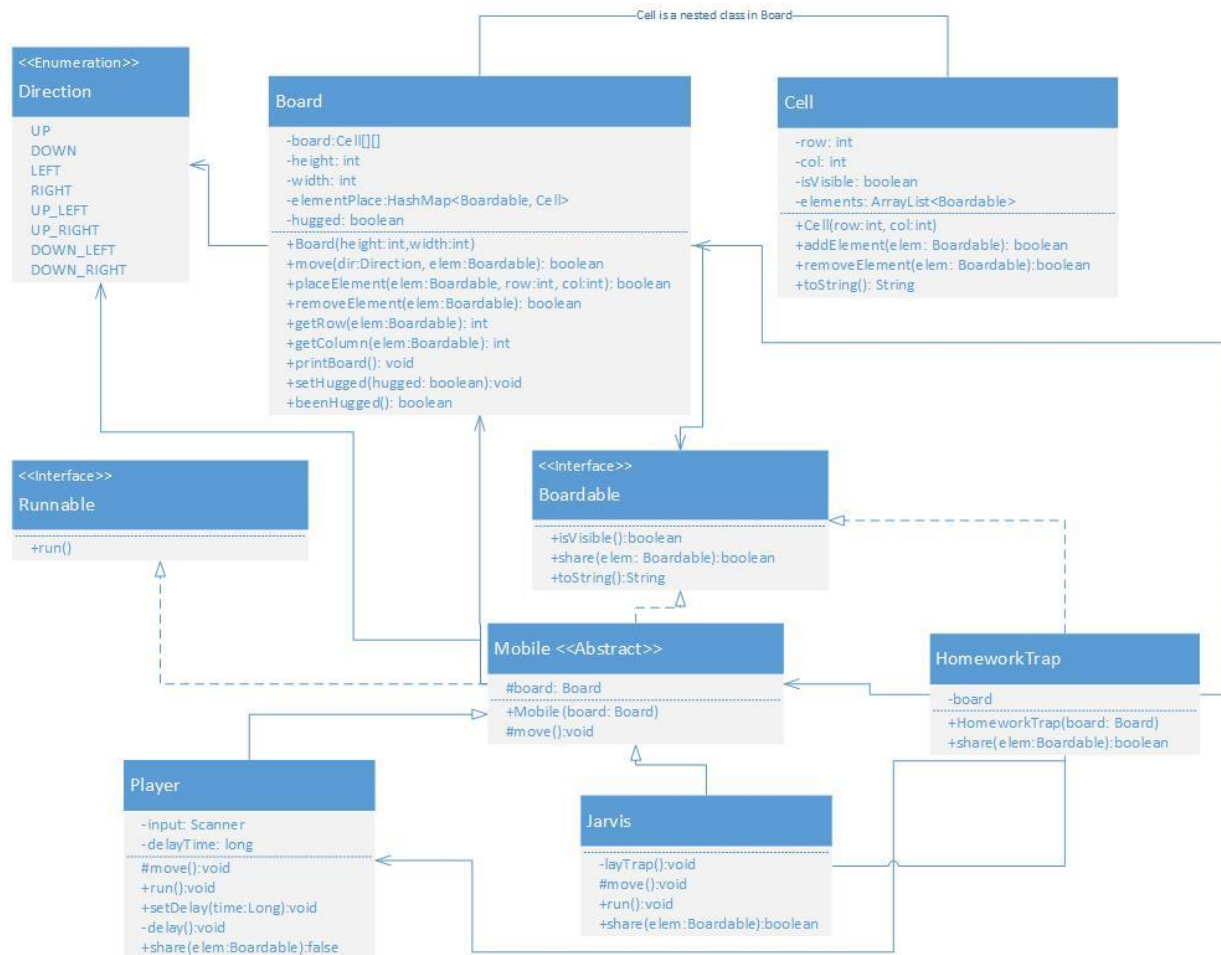 Cell is a nested class in Board
<<Enumeration>>
Direction
UP
DOWN
LEFT
RIGHT
UP_LEFT
UP_RIGHT
DOWN_LEFT
DOWN_RIGHT
Board
-board:Cell[][]
-height: int
-width: int
-elementPlace:HashMap<Boardable, Cell>
-hugged: boolean
+Board(height:int,width:int)
+move(dir:Direction, elem:Boardable): boolean
+placeElement(elem:Boardable, row:int, col:int): boolean
+removeElement(elem:Boardable): boolean
+getRow(elem:Boardable): int
+getColumn(elem:Boardable): int
+printBoard(): void
+setHugged(hugged: boolean):void
+beenHugged(): boolean
Cell
-row: int
-col: int
-isVisible: boolean
-elements: ArrayList<Boardable>
+Cell(row:int, col:int)
+addElement(elem: Boardable): boolean
+removeElement(elem: Boardable):boolean
+toString(): String
<<Interface>>
Runnable
+run()
<<Interface>>
Boardable
+isVisible():boolean
+share(elem: Boardable):boolean
+toString():String
Mobile <<Abstract>>
#board: Board
+Mobile(board: Board)
#move():void
HomeworkTrap
-board
+HomeworkTrap(board: Board)
+share(elem:Boardable):boolean
Player
-input: Scanner
-delayTime: long
#move():void
+run():void
+setDelay(time:Long):void
-delay():void
+share(elem:Boardable):false
Jarvis
-layTrap():void
#move():void
+run():void
+share(elem:Boardable):boolean